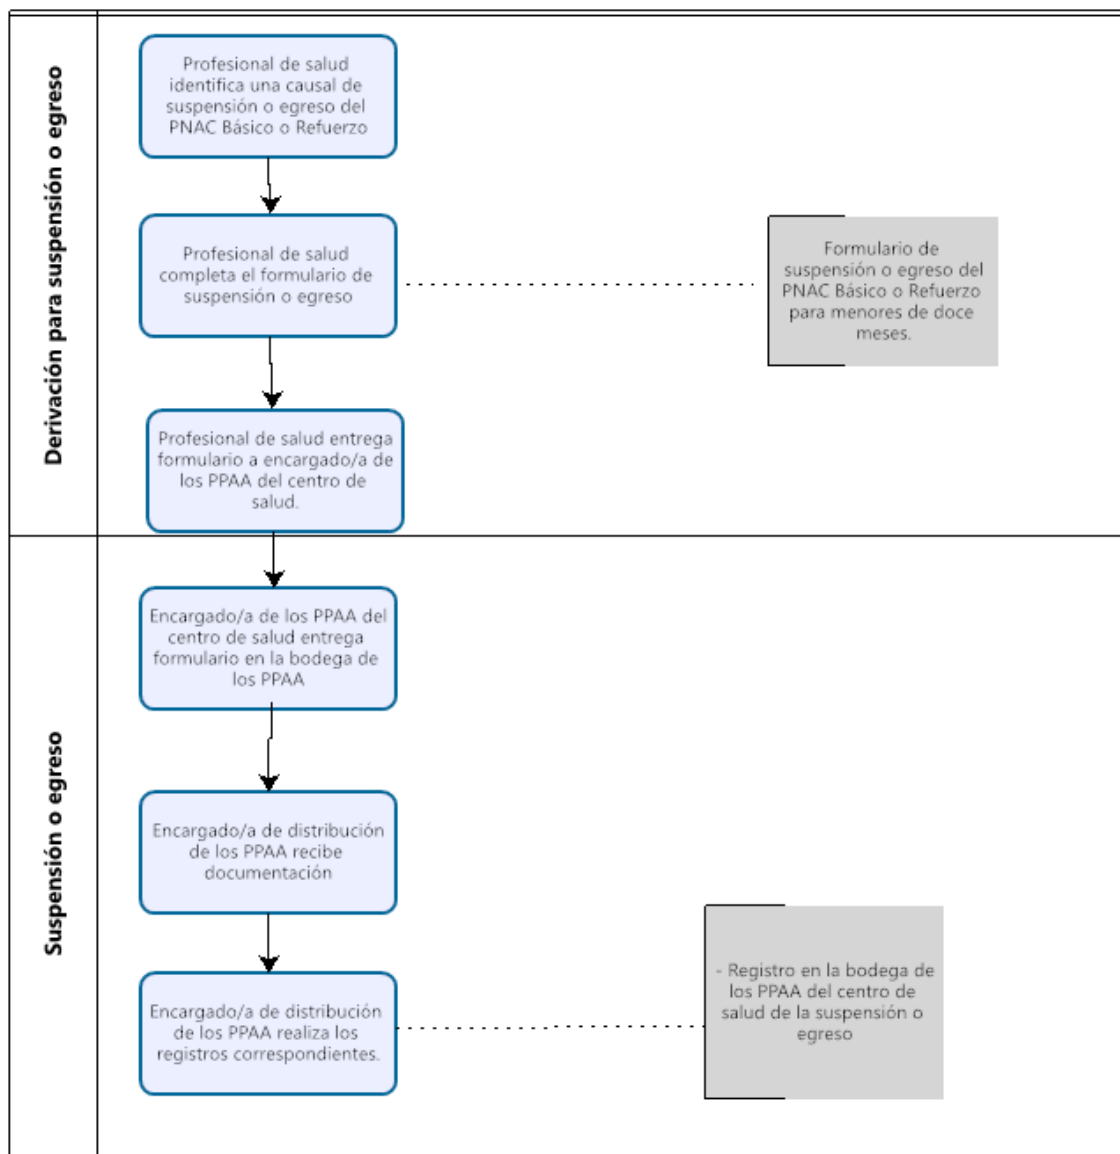 Derivación para suspensión o egreso
Profesional de salud
identifica una causal de
suspensión o egreso del
PNAC Básico o Refuerzo
Profesional de salud
completa el formulario de
suspensión o egreso
Formulario de
suspensión o egreso del
PNAC Básico o Refuerzo
para menores de doce
meses.
Profesional de salud entrega
formulario a encargado/a de
los PPAA del centro de
salud.
Suspensión o egreso
Encargado/a de los PPAA del
centro de salud entrega
formulario en la bodega de
los PPAA
Encargado/a de distribución
de los PPAA recibe
documentación
Encargado/a de distribución
de los PPAA realiza los
registros correspondientes.
- Registro en la bodega de
los PPAA del centro de
salud de la suspensión o
egreso